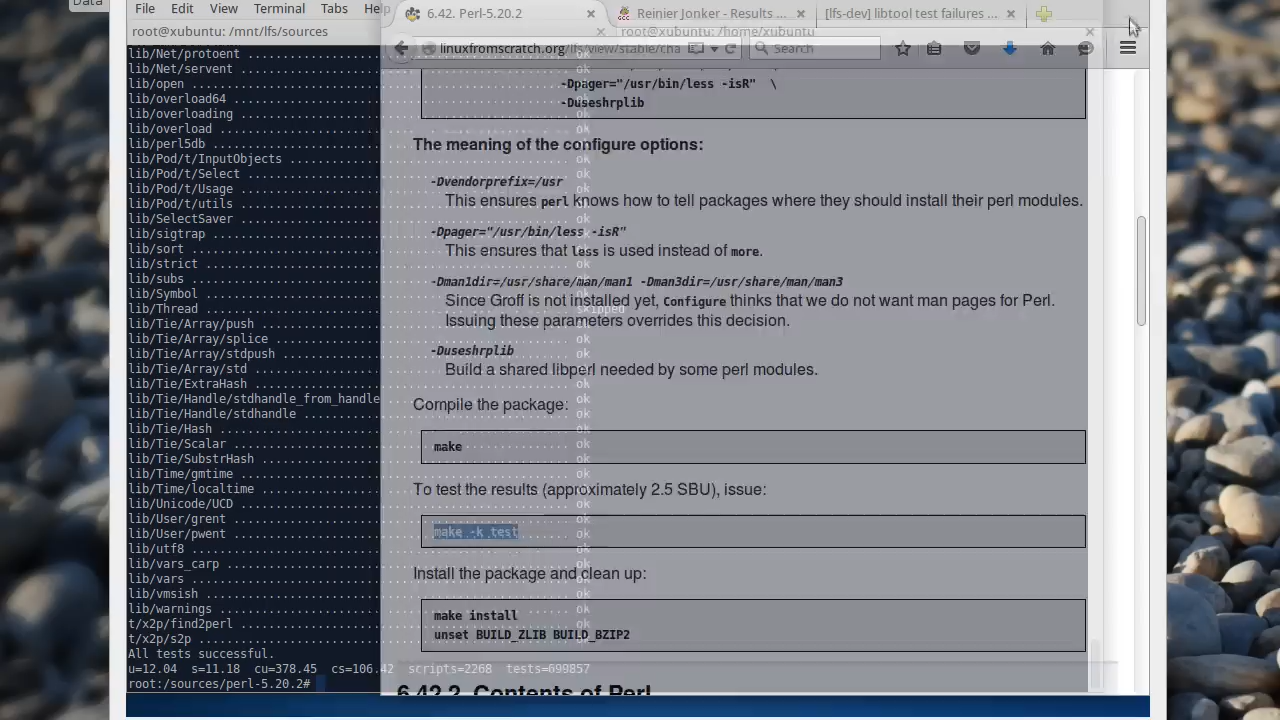 Data
File Edit View Terminal Tabs Help
6.42. Perl-5.20.2
Reinier Jonker - Results ...
[lfs-dev] libtool test failures ...
root@xubuntu: /mnt/lfs/sources
root@xubuntu: /home/xubuntu
linuxfromscratch.org/lfs/view/stable/cha
Search
lib/Net/protoent
lib/Net/servent
lib/open
lib/overload64
lib/overloading
lib/overload
lib/perl5db
lib/Pod/t/InputObjects
lib/Pod/t/Select
lib/Pod/t/Usage
lib/Pod/t/utils
lib/SelectSaver
lib/sigtrap
lib/sort
lib/strict
lib/subs
lib/Symbol
lib/Thread skipped
lib/Tie/Array/push
lib/Tie/Array/splice
lib/Tie/Array/stdpush
lib/Tie/Array/std
lib/Tie/ExtraHash
lib/Tie/Handle/stdhandle_from_handle
lib/Tie/Handle/stdhandle
lib/Tie/Hash
lib/Tie/Scalar
lib/Tie/SubstrHash
lib/Time/gmtime
lib/Time/localtime
lib/Unicode/UCD
lib/User/grent
lib/User/pwent
lib/utf8
lib/vars_carp
lib/vars
lib/vmsish
lib/warnings
t/x2p/find2perl
t/x2p/s2p
All tests successful.
u=12.04 s=11.18 cu=378.45 cs=106.42 scripts=2268 tests=699857
root:/sources/perl-5.20.2#
-Dpager="/usr/bin/less -isR" \
-Duseshrplib
The meaning of the configure options:
-Dvendorprefix=/usr
This ensures perl knows how to tell packages where they should install their perl modules.
-Dpager="/usr/bin/less -isR"
This ensures that less is used instead of more.
-Dman1dir=/usr/share/man/man1 -Dman3dir=/usr/share/man/man3
Since Groff is not installed yet, Configure thinks that we do not want man pages for Perl.
Issuing these parameters overrides this decision.
-Duseshrplib
Build a shared libperl needed by some perl modules.
Compile the package:
make
To test the results (approximately 2.5 SBU), issue:
make -k test
Install the package and clean up:
make install
unset BUILD_ZLIB BUILD_BZIP2
6.42.2. Contents of Perl